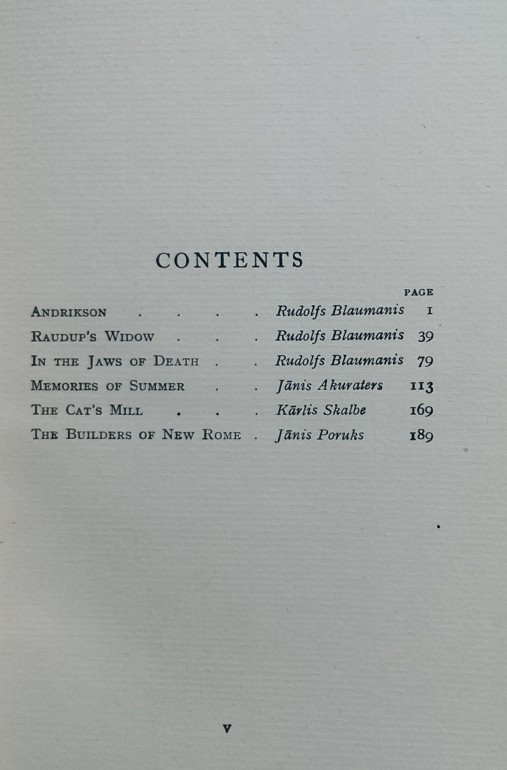 CONTENTS
PAGE
ANDRIKSON . . . . Rudolfs Blaumanis 1
RAUDUP'S WIDOW . . . Rudolfs Blaumanis 39
IN THE JAWS OF DEATH . . Rudolfs Blaumanis 79
MEMORIES OF SUMMER . . Jānis Akuraters 113
THE CAT'S MILL . . . Kārlis Skalbe 169
THE BUILDERS OF NEW ROME . Jānis Poruks 189
v